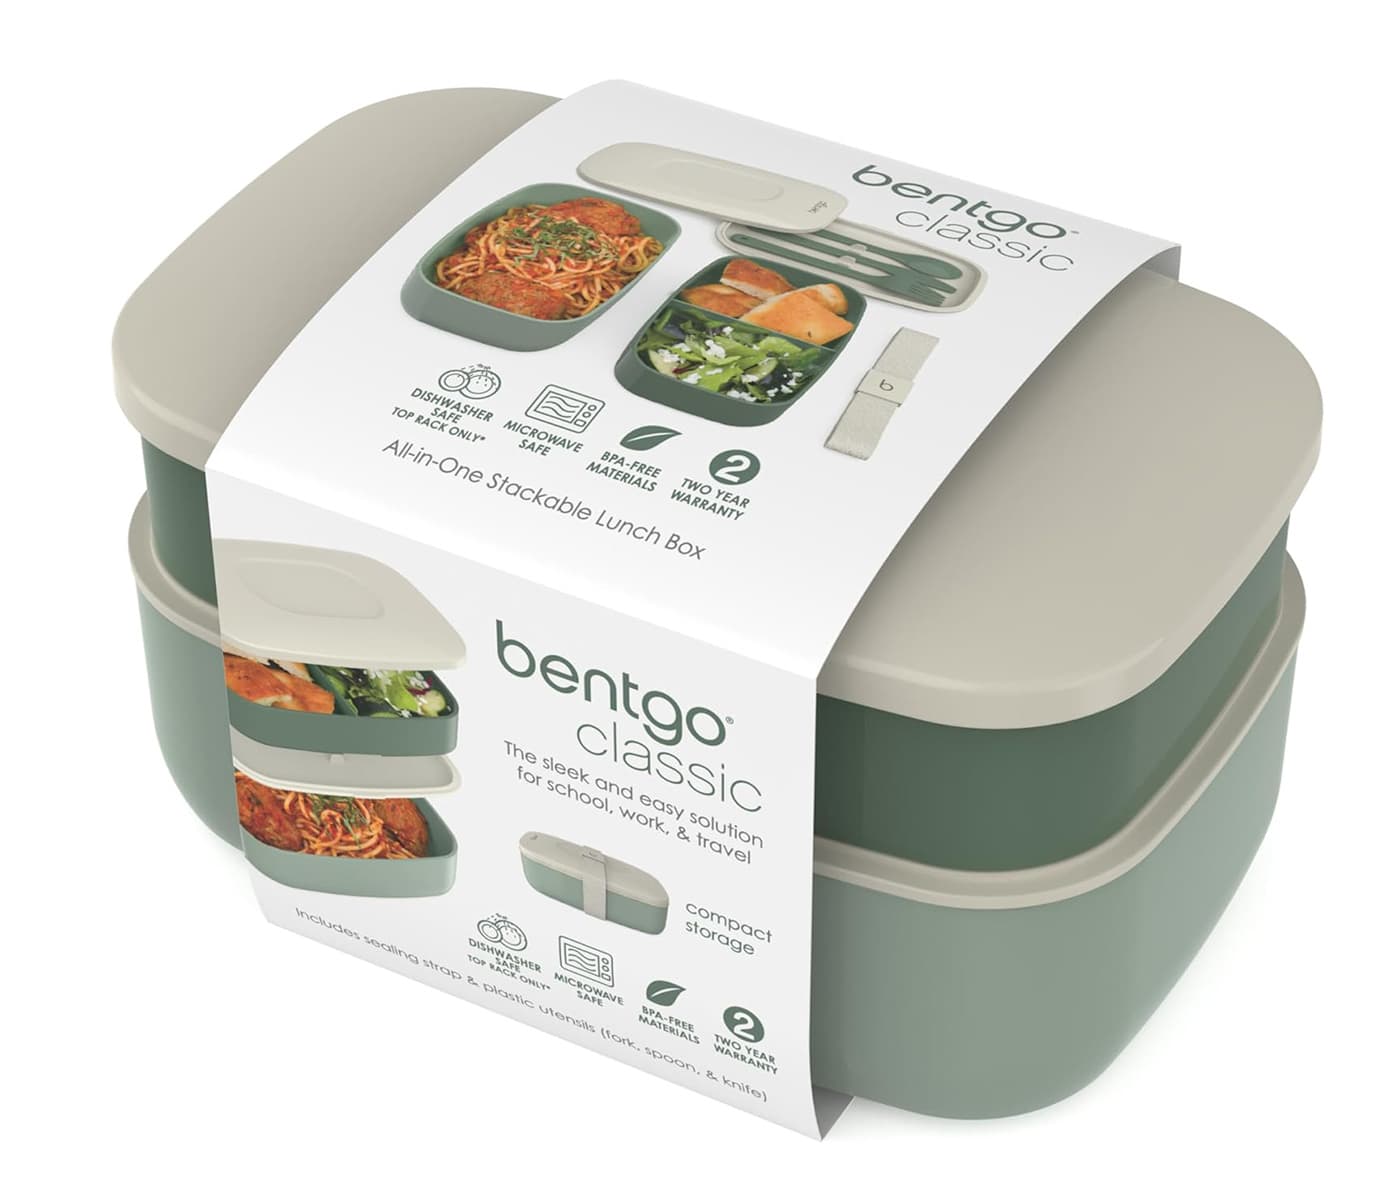 bentgo™
classic
bentgo
b
DISHWASHER
SAFE
TOP RACK ONLY*
MICROWAVE
SAFE
BPA-FREE
MATERIALS
2
TWO YEAR
WARRANTY
All-in-One Stackable Lunch Box
bentgo®
classic
The sleek and easy solution
for school, work, & travel
compact
storage
DISHWASHER
SAFE
TOP RACK ONLY*
MICROWAVE
SAFE
BPA-FREE
MATERIALS
2
TWO YEAR
WARRANTY
Includes sealing strap & plastic utensils (fork, spoon, & knife)